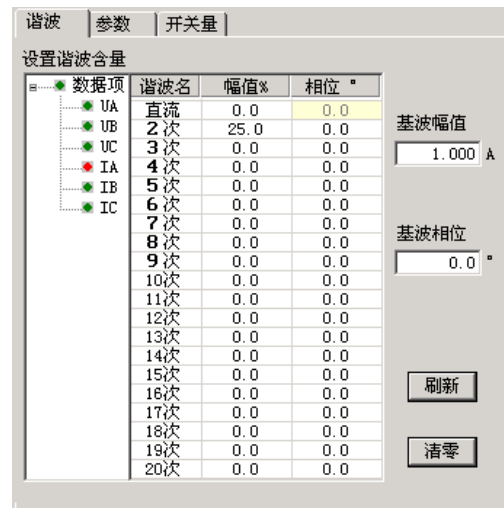 谐波 参数 开关量
设置谐波含量
数据项 谐波名 幅值% 相位 °
UA 直流 0.0 0.0
UB 2次 25.0 0.0
UC 3次 0.0 0.0
IA 4次 0.0 0.0
IB 5次 0.0 0.0
IC 6次 0.0 0.0
7次 0.0 0.0
8次 0.0 0.0
9次 0.0 0.0
10次 0.0 0.0
11次 0.0 0.0
12次 0.0 0.0
13次 0.0 0.0
14次 0.0 0.0
15次 0.0 0.0
16次 0.0 0.0
17次 0.0 0.0
18次 0.0 0.0
19次 0.0 0.0
20次 0.0 0.0
基波幅值
1.000 A
基波相位
0.0 °
刷新
清零